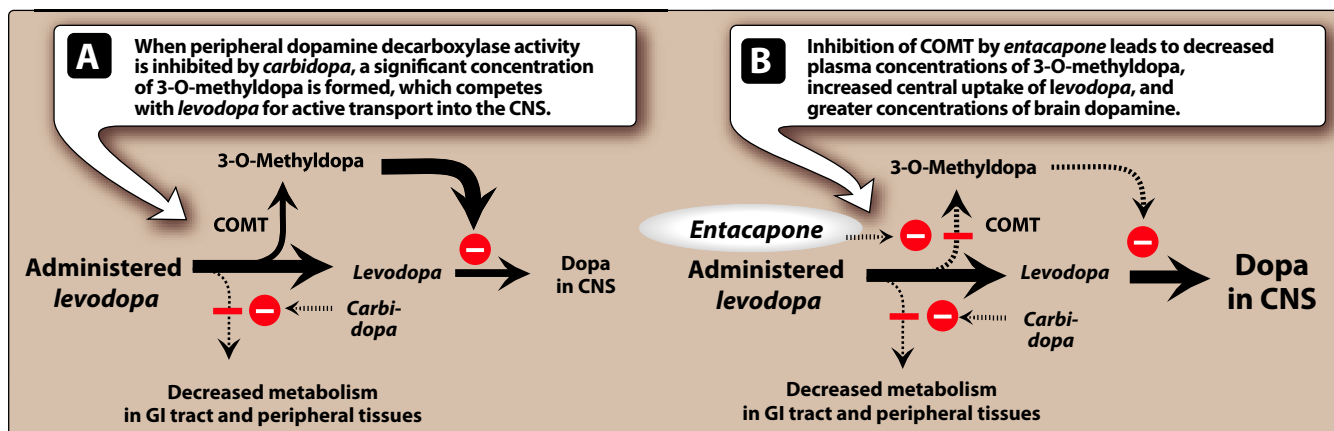 A
When peripheral dopamine decarboxylase activity
is inhibited by carbidopa, a significant concentration
of 3-O-methyldopa is formed, which competes
with levodopa for active transport into the CNS.
3-O-Methyldopa
COMT
Administered
levodopa
Levodopa
Dopa
in CNS
Carbi-
dopa
Decreased metabolism
in GI tract and peripheral tissues
B
Inhibition of COMT by entacapone leads to decreased
plasma concentrations of 3-O-methyldopa,
increased central uptake of levodopa, and
greater concentrations of brain dopamine.
3-O-Methyldopa
Entacapone
COMT
Administered
levodopa
Levodopa
Dopa
in CNS
Carbi-
dopa
Decreased metabolism
in GI tract and peripheral tissues